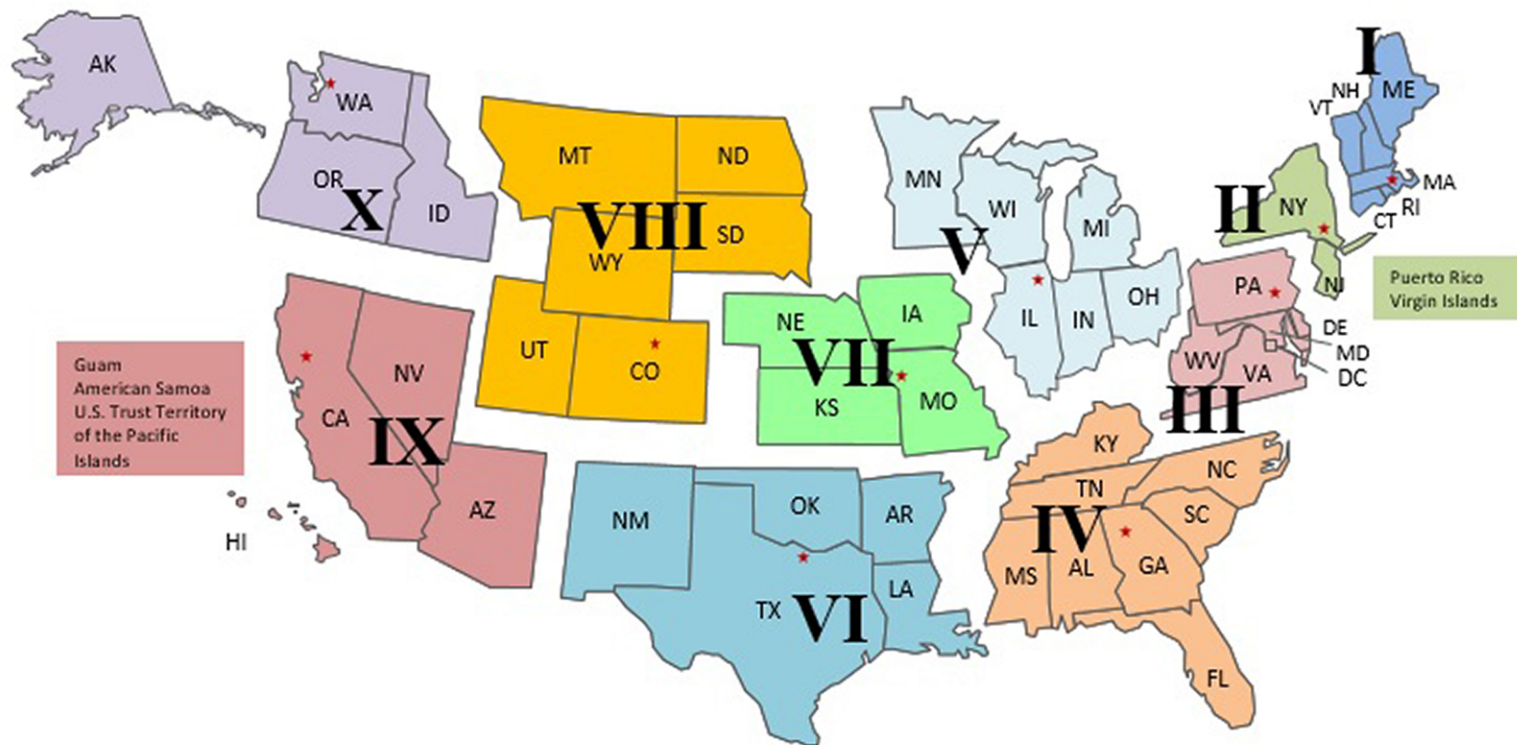 AK
WA
OR
X
ID
MT
ND
VIII
SD
WY
UT
CO
MN
WI
MI
V
IL
IN
OH
I
NH
ME
VT
MA
RI
CT
II
NY
NJ
Puerto Rico
Virgin Islands
PA
DE
MD
DC
WV
VA
III
NE
IA
VII
KS
MO
Guam
American Samoa
U.S. Trust Territory
of the Pacific
Islands
NV
CA
IX
AZ
HI
NM
OK
AR
TX
VI
LA
KY
NC
TN
SC
IV
MS
AL
GA
FL